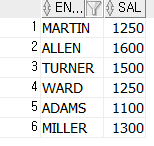 EN... SAL
1 MARTIN 1250
2 ALLEN 1600
3 TURNER 1500
4 WARD 1250
5 ADAMS 1100
6 MILLER 1300